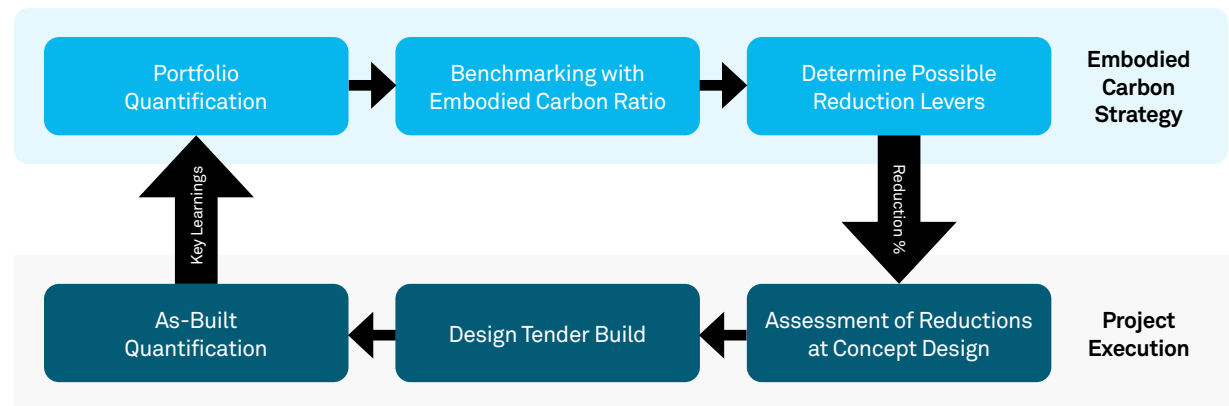 Portfolio
Quantification
Benchmarking with
Embodied Carbon Ratio
Determine Possible
Reduction Levers
Embodied
Carbon
Strategy
Key Learnings
Reduction %
As-Built
Quantification
Design Tender Build
Assessment of Reductions
at Concept Design
Project
Execution